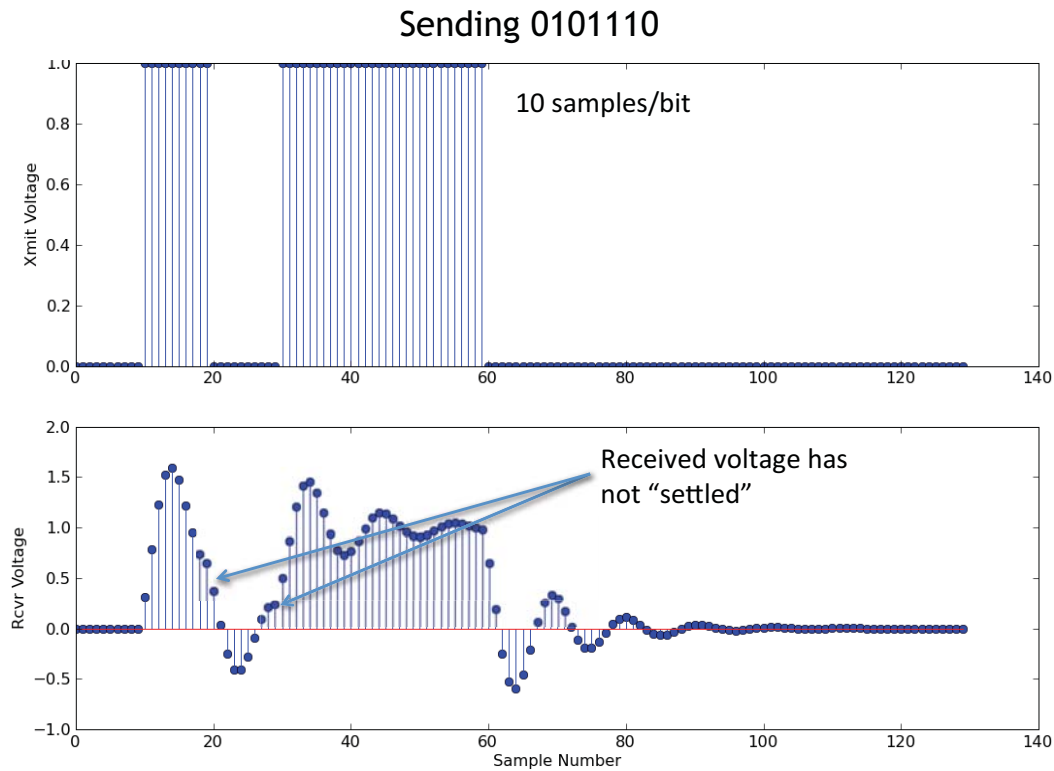 Sending 0101110
1.0
10 samples/bit
0.8
0.6
0.4
0.2
0.0
Xmit Voltage
0 20 40 60 80 100 120 140
2.0
Received voltage has
not “settled”
1.5
1.0
0.5
0.0
−0.5
−1.0
Rcvr Voltage
0 20 40 60 80 100 120 140
Sample Number